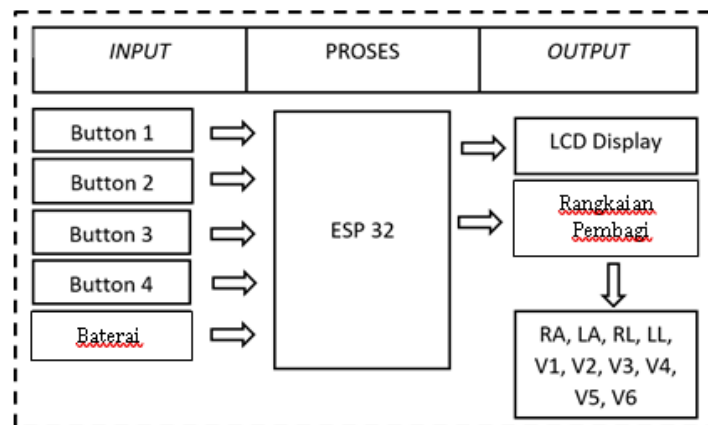 INPUT PROSES OUTPUT
Button 1
Button 2
Button 3
Button 4
Baterai
ESP 32
LCD Display
Rangkaian
Pembagi
RA, LA, RL, LL,
V1, V2, V3, V4,
V5, V6